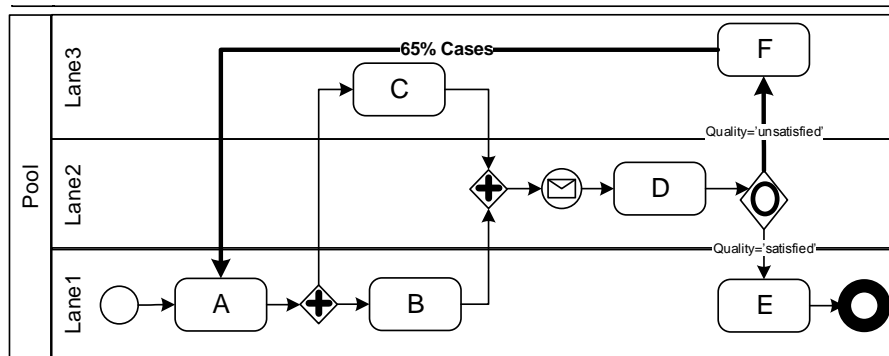 Pool
Lane3
65% Cases
F
C
Quality='unsatisfied'
Lane2
D
Quality='satisfied'
Lane1
A
B
E